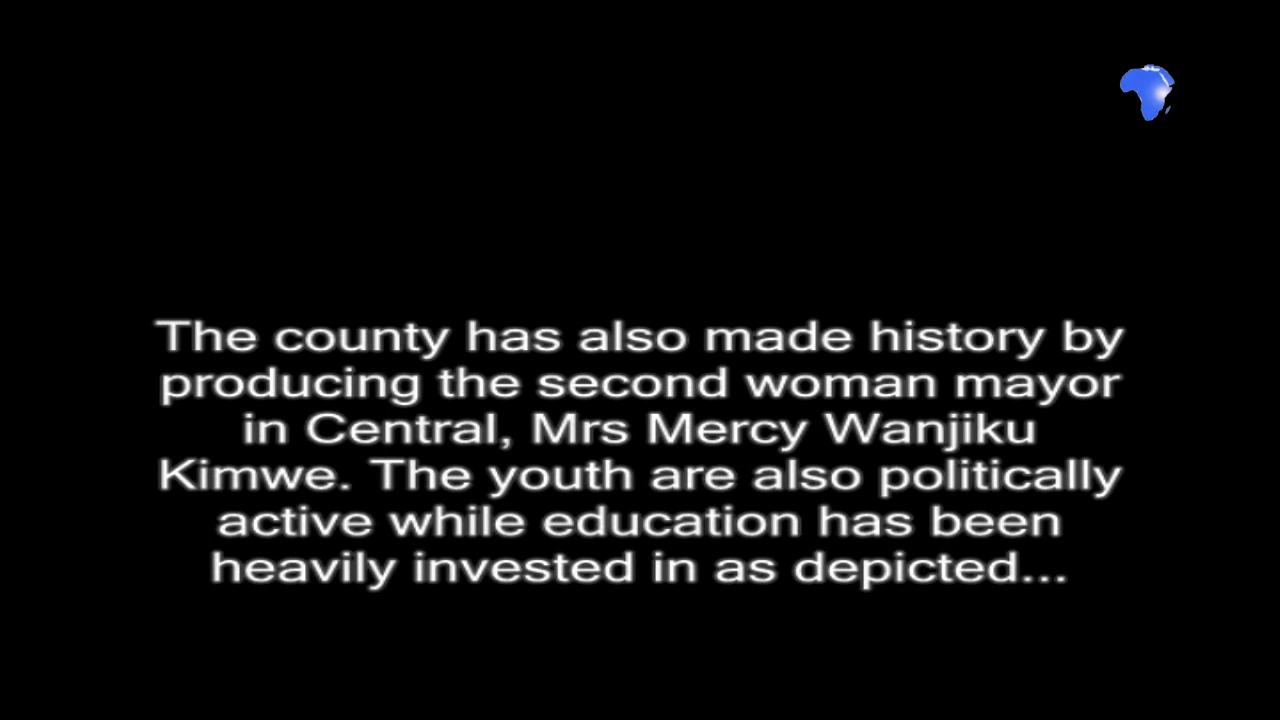 The county has also made history by
producing the second woman mayor
in Central, Mrs Mercy Wanjiku
Kimwe. The youth are also politically
active while education has been
heavily invested in as depicted...